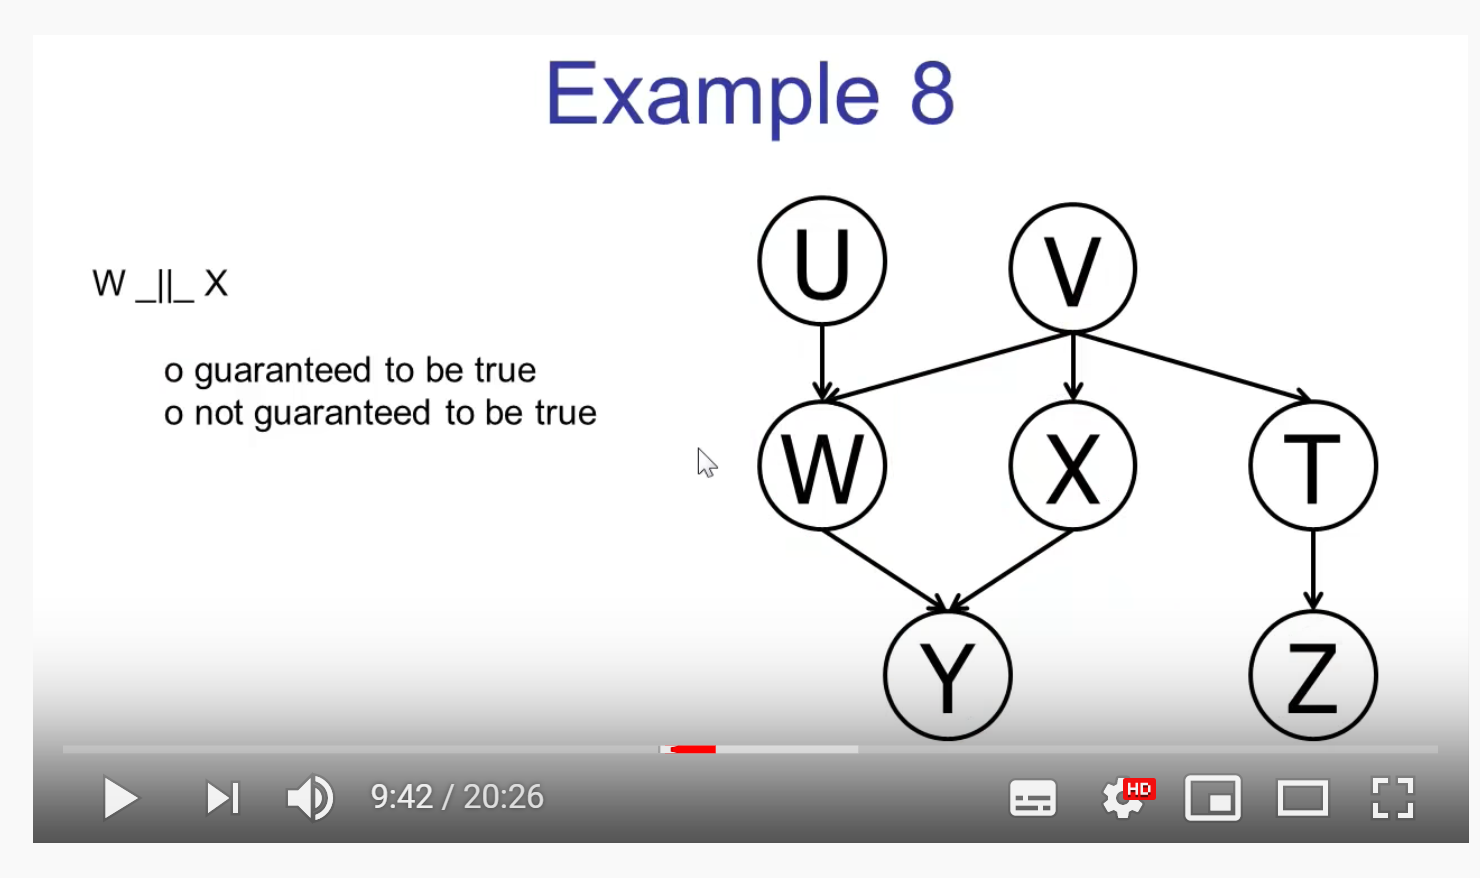 Example 8
W _||_ X
o guaranteed to be true
o not guaranteed to be true
U
V
W
X
T
Y
Z
9:42 / 20:26
HD